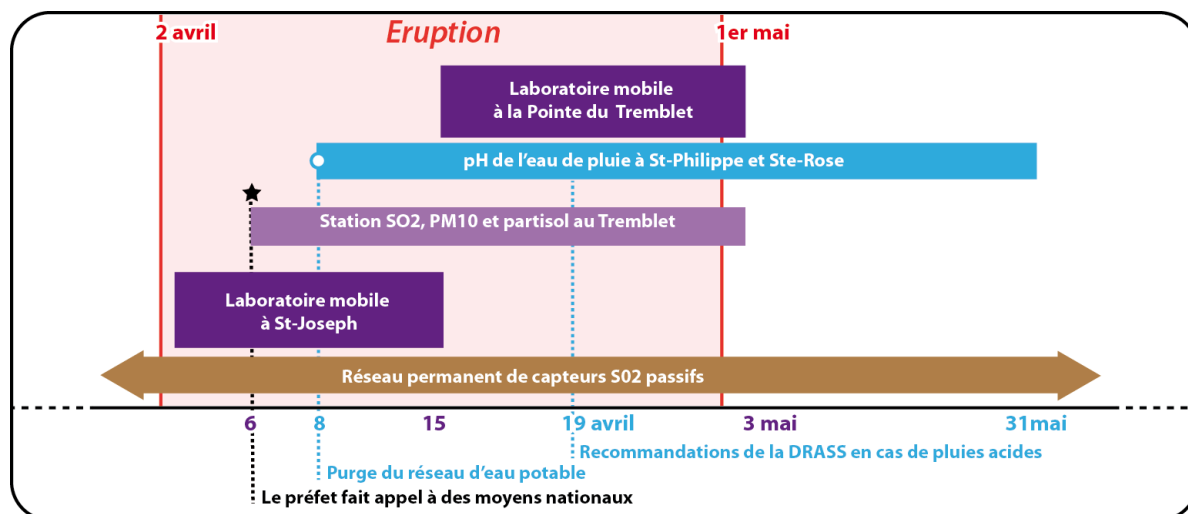 2 avril
Eruption
1er mai
Laboratoire mobile
à la Pointe du Tremblet
pH de l'eau de pluie à St-Philippe et Ste-Rose
Station SO2, PM10 et partisol au Tremblet
Laboratoire mobile
à St-Joseph
Réseau permanent de capteurs S02 passifs
6
8
15
19 avril
3 mai
31mai
Recommandations de la DRASS en cas de pluies acides
Purge du réseau d'eau potable
Le préfet fait appel à des moyens nationaux